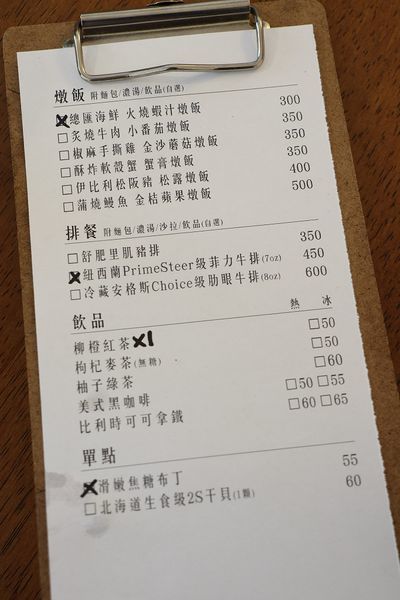 燉飯 附麵包/濃湯/飲品(自選)
☒總匯海鮮 火燒蝦汁燉飯 300
□炙燒牛肉 小番茄燉飯 350
□椒麻手撕雞 金沙蘑菇燉飯 350
□酥炸軟殼蟹 蟹膏燉飯 350
□伊比利松阪豬 松露燉飯 400
□蒲燒鰻魚 金桔蘋果燉飯 500
排餐 附麵包/濃湯/沙拉/飲品(自選)
□舒肥里肌豬排 350
☒紐西蘭PrimeSteer級菲力牛排(7oz) 450
□冷藏安格斯Choice級肋眼牛排(8oz) 600
飲品 熱 冰
柳橙紅茶 x1 □50
枸杞麥茶(無糖) □50
柚子綠茶 □60
美式黑咖啡 □50 □55
比利時可可拿鐵 □60 □65
單點
☒滑嫩焦糖布丁 55
□北海道生食級2S干貝(1顆) 60